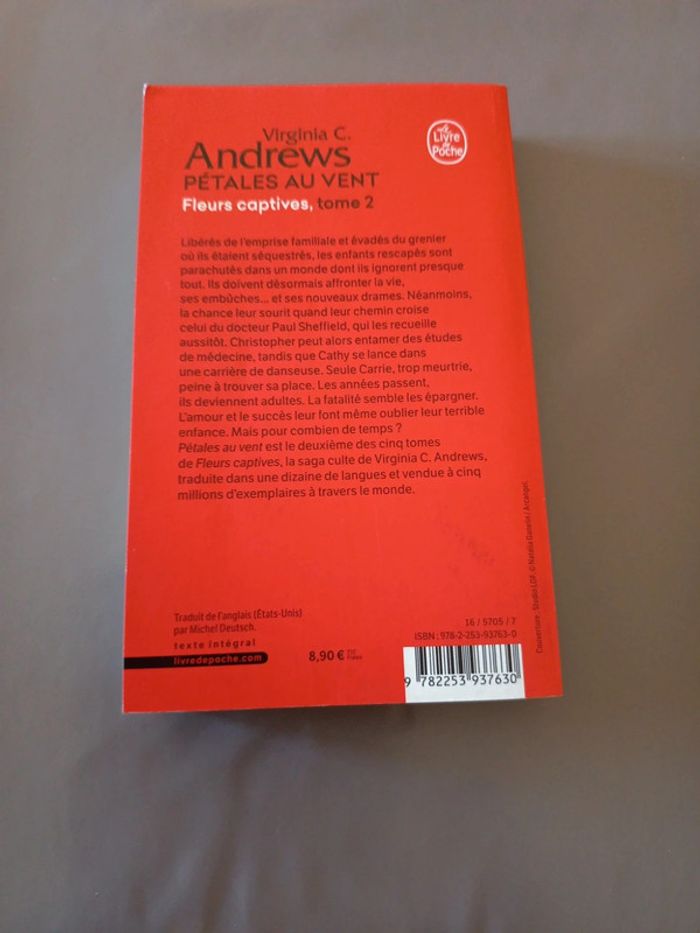 Virginia C.
Andrews
PÉTALES AU VENT
Fleurs captives, tome 2
Le
Livre
de
Poche
Libérés de l'emprise familiale et évadés du grenier
où ils étaient séquestrés, les enfants rescapés sont
parachutés dans un monde dont ils ignorent presque
tout. Ils doivent désormais affronter la vie,
ses embûches... et ses nouveaux drames. Néanmoins,
la chance leur sourit quand leur chemin croise
celui du docteur Paul Sheffield, qui les recueille
aussitôt. Christopher peut alors entamer des études
de médecine, tandis que Cathy se lance dans
une carrière de danseuse. Seule Carrie, trop meurtrie,
peine à trouver sa place. Les années passent,
ils deviennent adultes. La fatalité semble les épargner.
L'amour et le succès leur font même oublier leur terrible
enfance. Mais pour combien de temps ?
Pétales au vent est le deuxième des cinq tomes
de Fleurs captives, la saga culte de Virginia C. Andrews,
traduite dans une dizaine de langues et vendue à cinq
millions d'exemplaires à travers le monde.
Traduit de l'anglais (États-Unis)
par Michel Deutsch.
texte intégral
livredepoche.com
8,90 €
France
16 / 5705 / 7
ISBN : 978-2-253-93763-0
9 782253 937630
Couverture : Studio LGF. © Natalia / Arcangel.